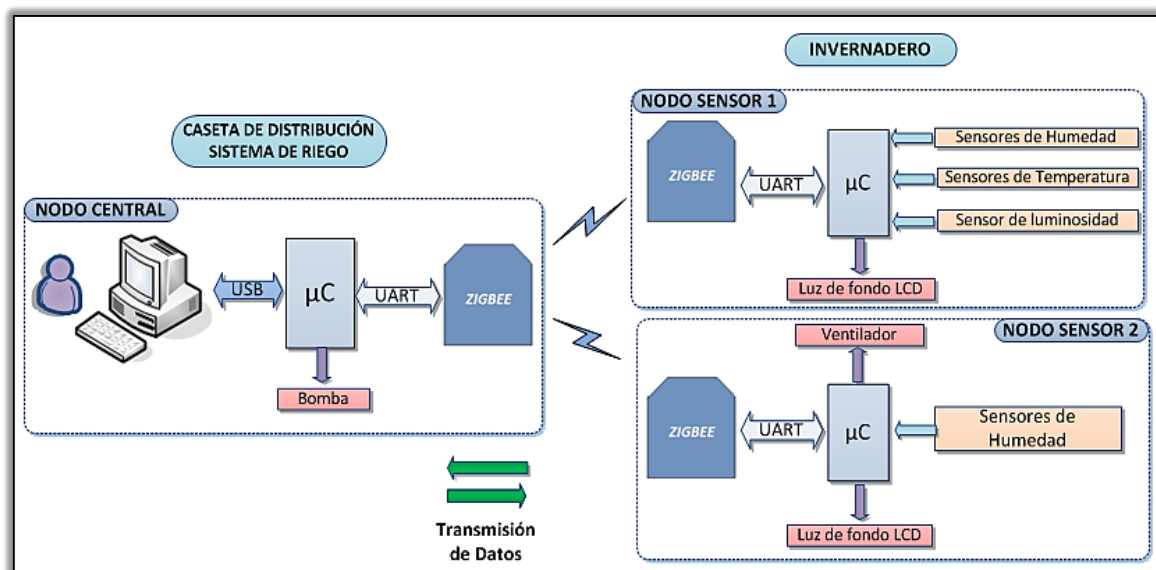 INVERNADERO
CASETA DE DISTRIBUCIÓN
SISTEMA DE RIEGO
NODO CENTRAL
USB
µC
UART
ZIGBEE
Bomba
NODO SENSOR 1
ZIGBEE
UART
µC
Sensores de Humedad
Sensores de Temperatura
Sensor de luminosidad
Luz de fondo LCD
NODO SENSOR 2
Ventilador
ZIGBEE
UART
µC
Sensores de
Humedad
Luz de fondo LCD
Transmisión
de Datos